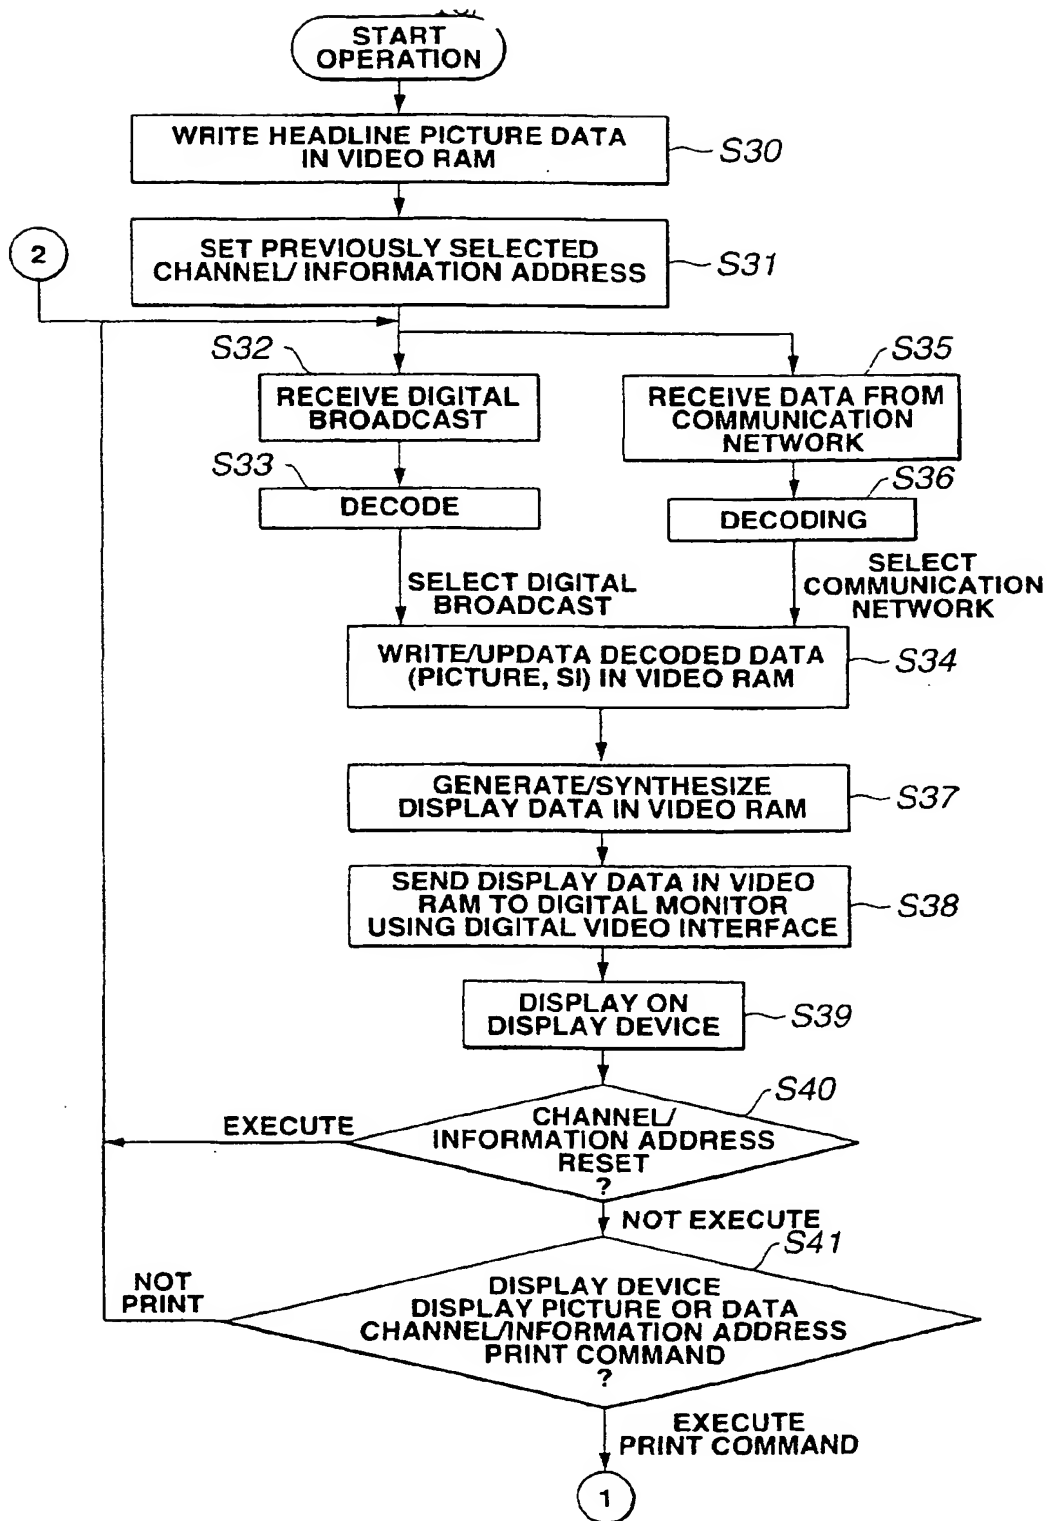 START
OPERATION
WRITE HEADLINE PICTURE DATA
IN VIDEO RAM
S30
SET PREVIOUSLY SELECTED
CHANNEL/ INFORMATION ADDRESS
S31
2
S32
RECEIVE DIGITAL
BROADCAST
S35
RECEIVE DATA FROM
COMMUNICATION
NETWORK
S33
DECODE
S36
DECODING
SELECT DIGITAL
BROADCAST
SELECT
COMMUNICATION
NETWORK
WRITE/UPDATA DECODED DATA
(PICTURE, SI) IN VIDEO RAM
S34
GENERATE/SYNTHESIZE
DISPLAY DATA IN VIDEO RAM
S37
SEND DISPLAY DATA IN VIDEO
RAM TO DIGITAL MONITOR
USING DIGITAL VIDEO INTERFACE
S38
DISPLAY ON
DISPLAY DEVICE
S39
S40
EXECUTE
CHANNEL/
INFORMATION ADDRESS
RESET
?
NOT EXECUTE
S41
NOT
PRINT
DISPLAY DEVICE
DISPLAY PICTURE OR DATA
CHANNEL/INFORMATION ADDRESS
PRINT COMMAND
?
EXECUTE
PRINT COMMAND
1